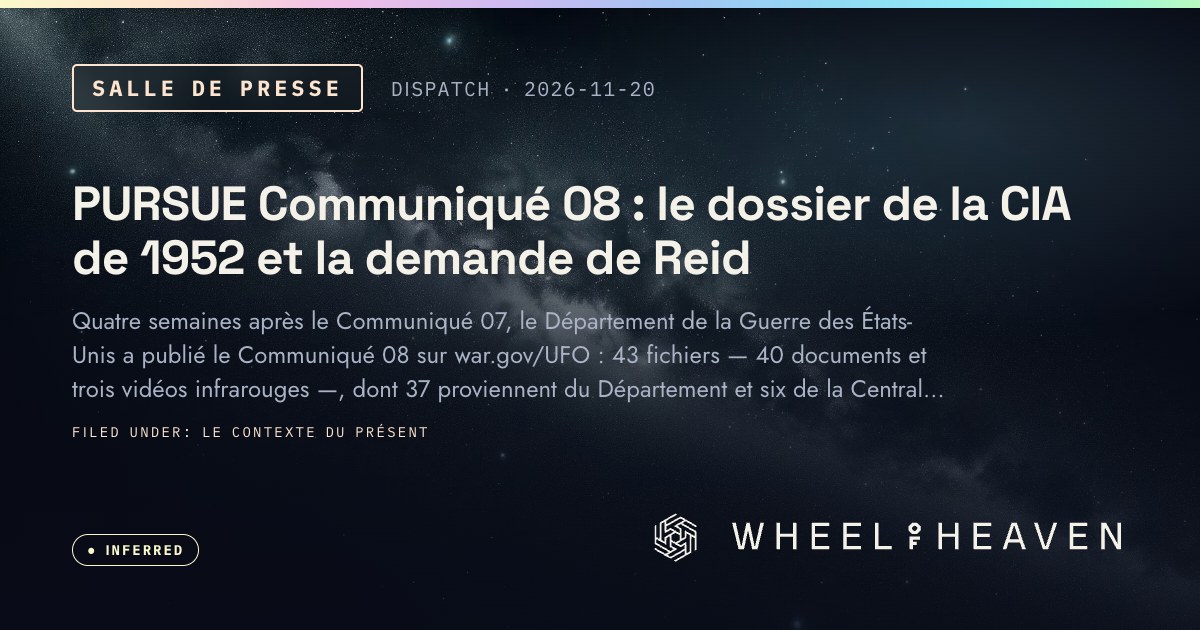 SALLE DE PRESSE
DISPATCH · 2026-11-20
PURSUE Communiqué 08 : le dossier de la CIA
de 1952 et la demande de Reid
Quatre semaines après le Communiqué 07, le Département de la Guerre des États-
Unis a publié le Communiqué 08 sur war.gov/UFO : 43 fichiers — 40 documents et
trois vidéos infrarouges —, dont 37 proviennent du Département et six de la Central…
FILED UNDER: LE CONTEXTE DU PRÉSENT
• INFERRED
WHEEL OF HEAVEN